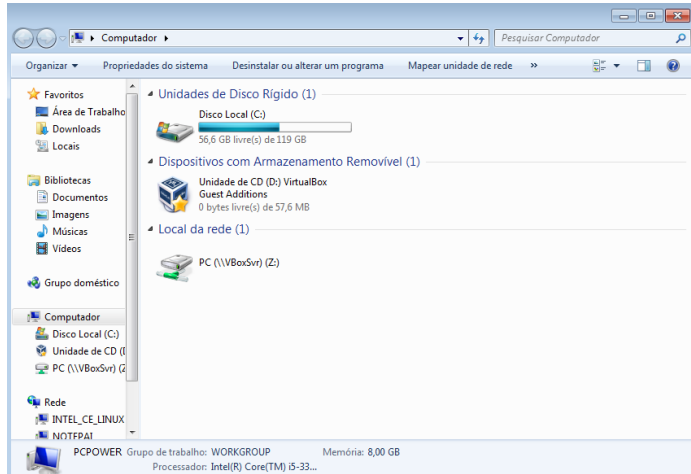 Computador
Pesquisar Computador
Organizar
Propriedades do sistema
Desinstalar ou alterar um programa
Mapear unidade de rede
»
Favoritos
Área de Trabalho
Downloads
Locais
Bibliotecas
Documentos
Imagens
Músicas
Vídeos
Grupo doméstico
Computador
Disco Local (C:)
Unidade de CD (D
PC (\\VBoxSvr) (Z
Rede
INTEL_CE_LINUX
NOTEPAI
Unidades de Disco Rígido (1)
Disco Local (C:)
56,6 GB livre(s) de 119 GB
Dispositivos com Armazenamento Removível (1)
Unidade de CD (D:) VirtualBox
Guest Additions
0 bytes livre(s) de 57,6 MB
Local da rede (1)
PC (\\VBoxSvr) (Z:)
PCPOWER Grupo de trabalho: WORKGROUP Memória: 8,00 GB
Processador: Intel(R) Core(TM) i5-33...